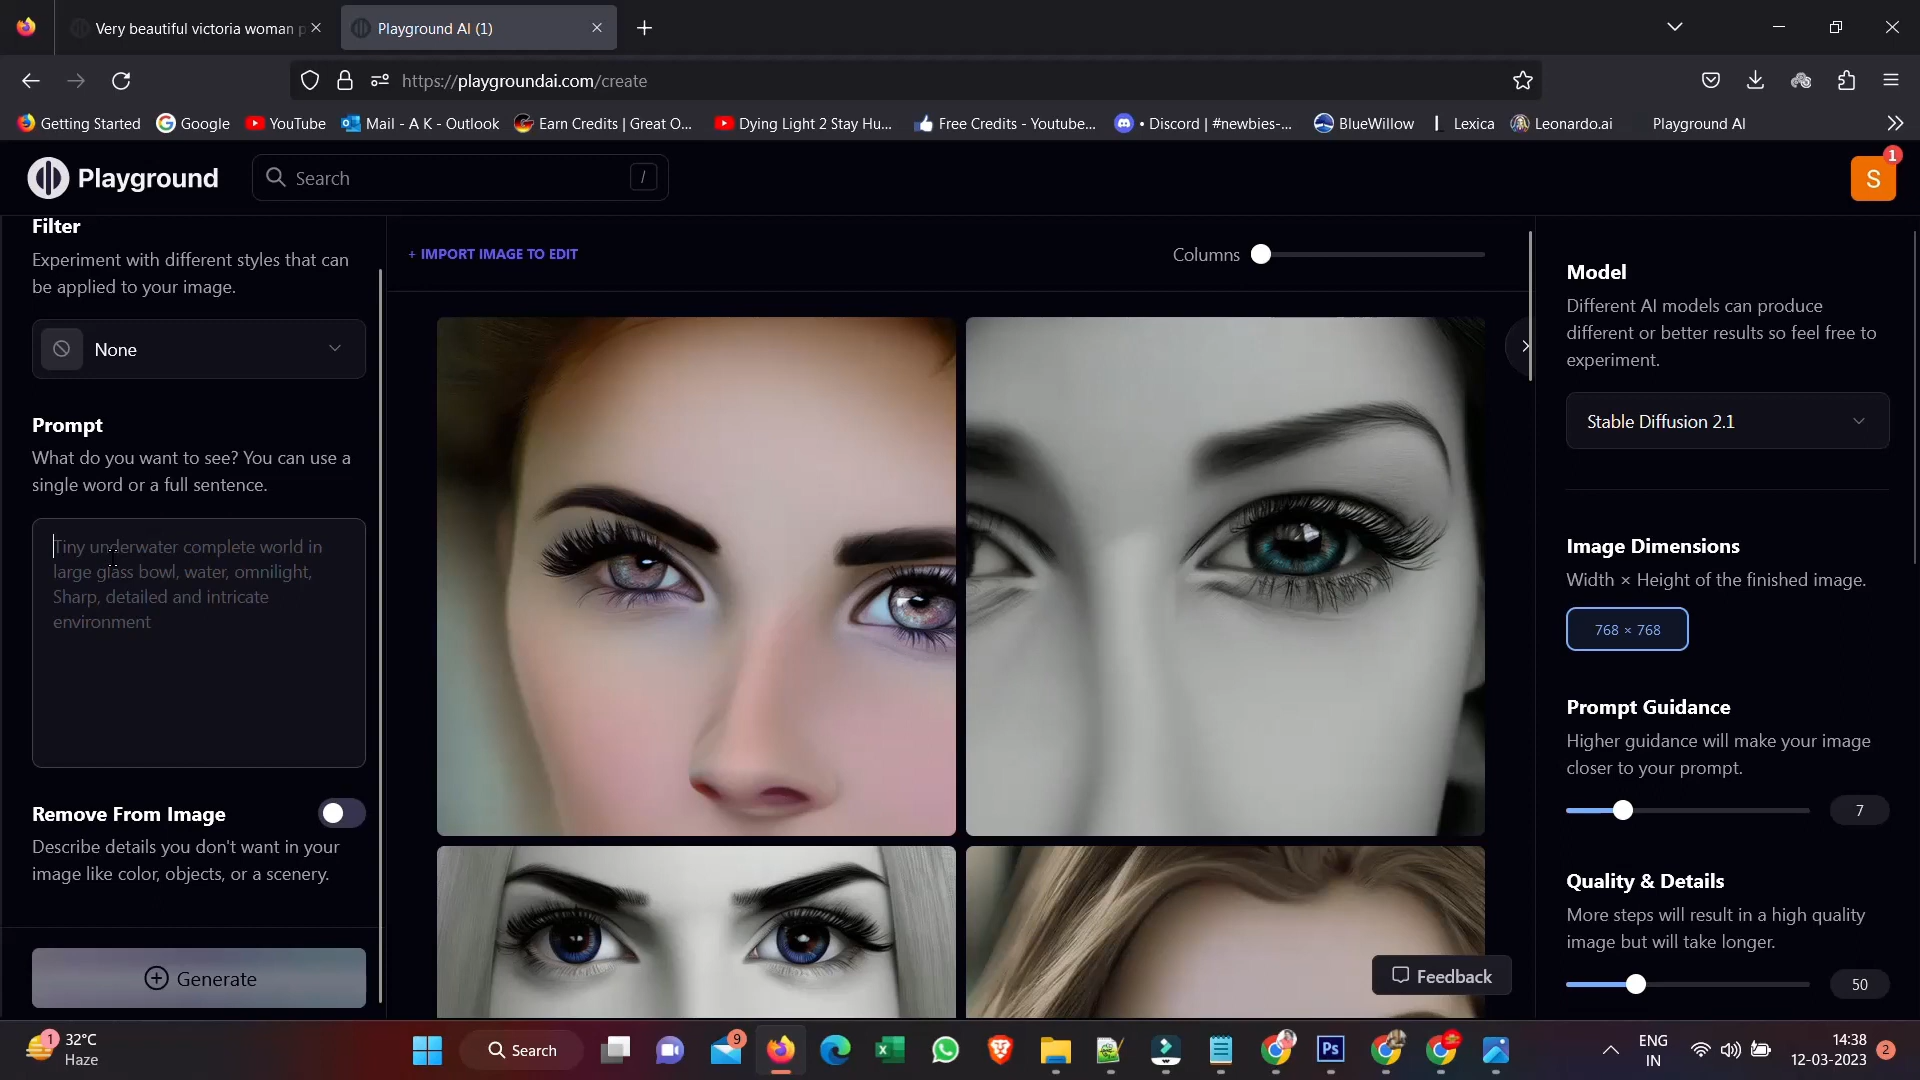 Very beautiful victoria woman p
Playground AI (1)
https://playgroundai.com/create
Getting Started
Google
YouTube
Mail - A K - Outlook
Earn Credits | Great O...
Dying Light 2 Stay Hu...
Free Credits - Youtube...
• Discord | #newbies-...
BlueWillow
Lexica
Leonardo.ai
Playground AI
Playground
Search
/
S
1
Filter
Experiment with different styles that can
be applied to your image.
None
Prompt
What do you want to see? You can use a
single word or a full sentence.
Tiny underwater complete world in
large glass bowl, water, omnilight,
Sharp, detailed and intricate
environment
Remove From Image
Describe details you don't want in your
image like color, objects, or a scenery.
Generate
+ IMPORT IMAGE TO EDIT
Columns
Feedback
Model
Different AI models can produce
different or better results so feel free to
experiment.
Stable Diffusion 2.1
Image Dimensions
Width × Height of the finished image.
768 × 768
Prompt Guidance
Higher guidance will make your image
closer to your prompt.
7
Quality & Details
More steps will result in a high quality
image but will take longer.
50
1
32°C
Haze
Search
9
Ps
ENG
IN
14:38
12-03-2023
2